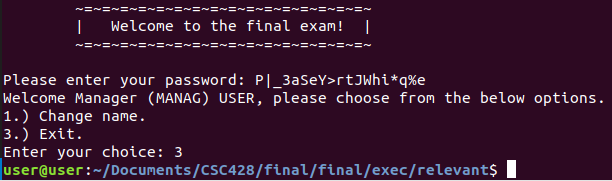 ~=~=~=~=~=~=~=~=~=~=~=~=~=~=~=~=~
|   Welcome to the final exam!  |
~=~=~=~=~=~=~=~=~=~=~=~=~=~=~=~=~
Please enter your password: P|_3aSeY>rtJWhi*q%e
Welcome Manager (MANAG) USER, please choose from the below options.
1.) Change name.
3.) Exit.
Enter your choice: 3
user@user:~/Documents/CSC428/final/final/exec/relevant$